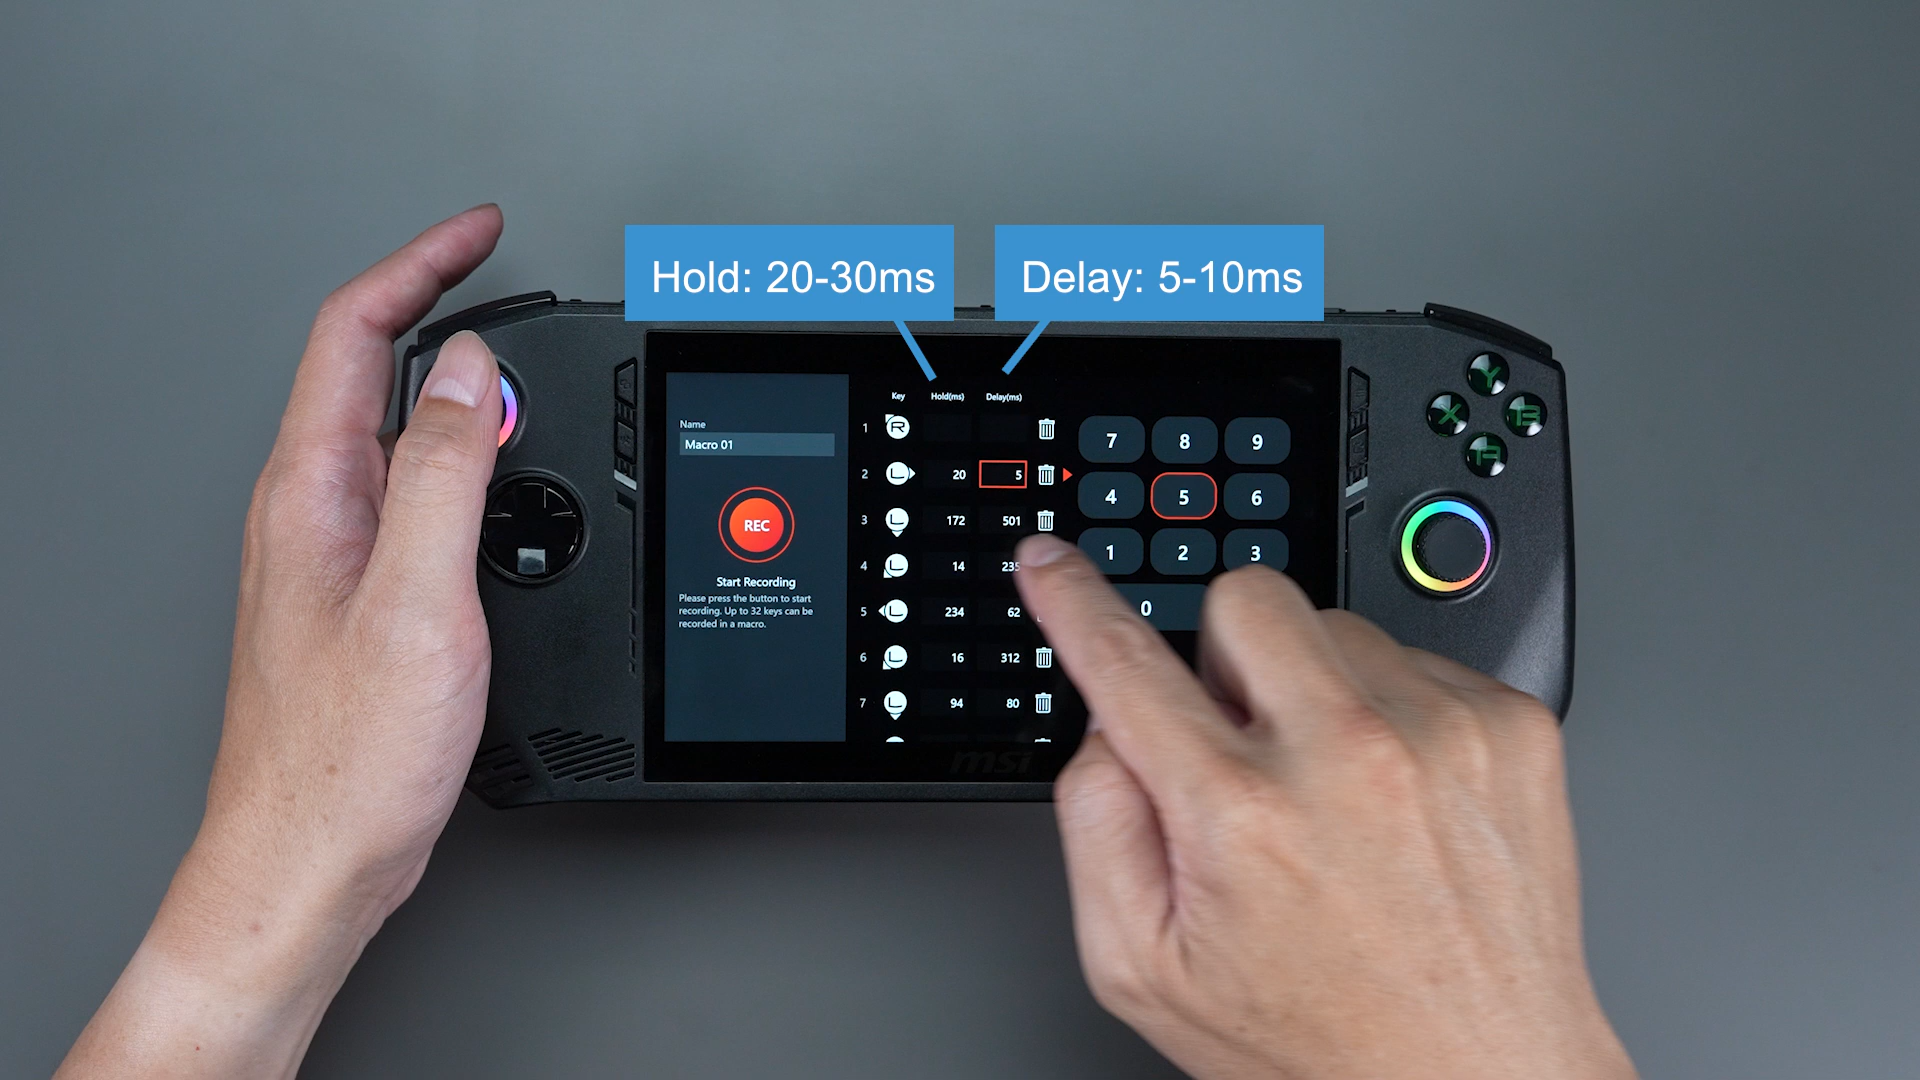 Hold: 20-30ms
Delay: 5-10ms
Key Hold(ms) Delay(ms)
Name
Macro 01
REC
Start Recording
Please press the button to start
recording. Up to 32 keys can be
recorded in a macro.
1 R
2 L 20 5
3 L 172 501
4 L 14 235
5 L 234 62
6 L 16 312
7 L 94 80
7 8 9
4 5 6
1 2 3
0
msi
Y
X B
A